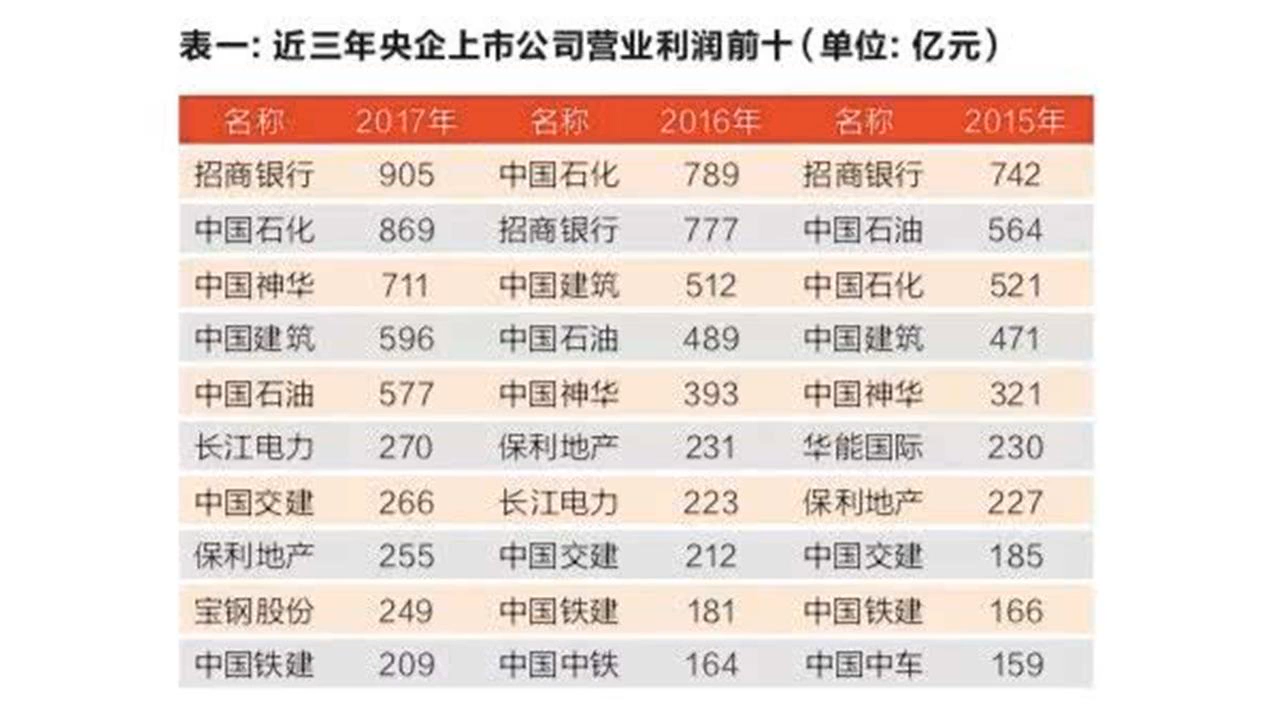 表一：近三年央企上市公司营业利润前十（单位：亿元）
名称 2017年 名称 2016年 名称 2015年
招商银行 905 中国石化 789 招商银行 742
中国石化 869 招商银行 777 中国石油 564
中国神华 711 中国建筑 512 中国石化 521
中国建筑 596 中国石油 489 中国建筑 471
中国石油 577 中国神华 393 中国神华 321
长江电力 270 保利地产 231 华能国际 230
中国交建 266 长江电力 223 保利地产 227
保利地产 255 中国交建 212 中国交建 185
宝钢股份 249 中国铁建 181 中国铁建 166
中国铁建 209 中国中铁 164 中国中车 159